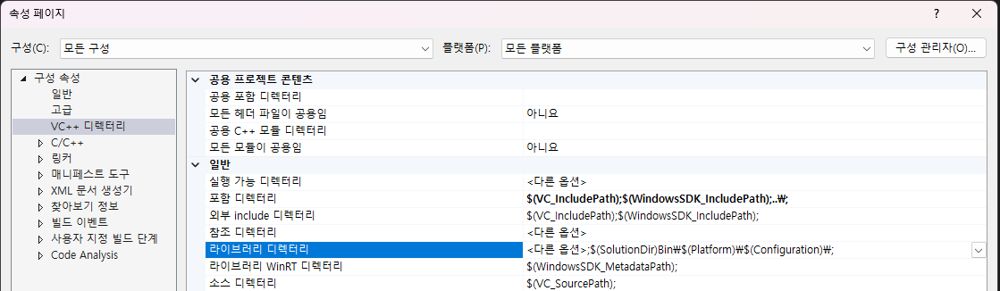 속성 페이지
구성(C): 모든 구성 플랫폼(P): 모든 플랫폼 구성 관리자(O)...
구성 속성
일반
고급
VC++ 디렉터리
C/C++
링커
매니페스트 도구
XML 문서 생성기
찾아보기 정보
빌드 이벤트
사용자 지정 빌드 단계
Code Analysis
공용 프로젝트 콘텐츠
공용 포함 디렉터리
모든 헤더 파일이 공용임 아니요
공용 C++ 모듈 디렉터리
모든 모듈이 공용임 아니요
일반
실행 가능 디렉터리 <다른 옵션>
포함 디렉터리 $(VC_IncludePath);$(WindowsSDK_IncludePath);..₩;
외부 include 디렉터리 $(VC_IncludePath);$(WindowsSDK_IncludePath);
참조 디렉터리 <다른 옵션>
라이브러리 디렉터리 <다른 옵션>;$(SolutionDir)Bin₩$(Platform)₩$(Configuration)₩;
라이브러리 WinRT 디렉터리 $(WindowsSDK_MetadataPath);
소스 디렉터리 $(VC_SourcePath);